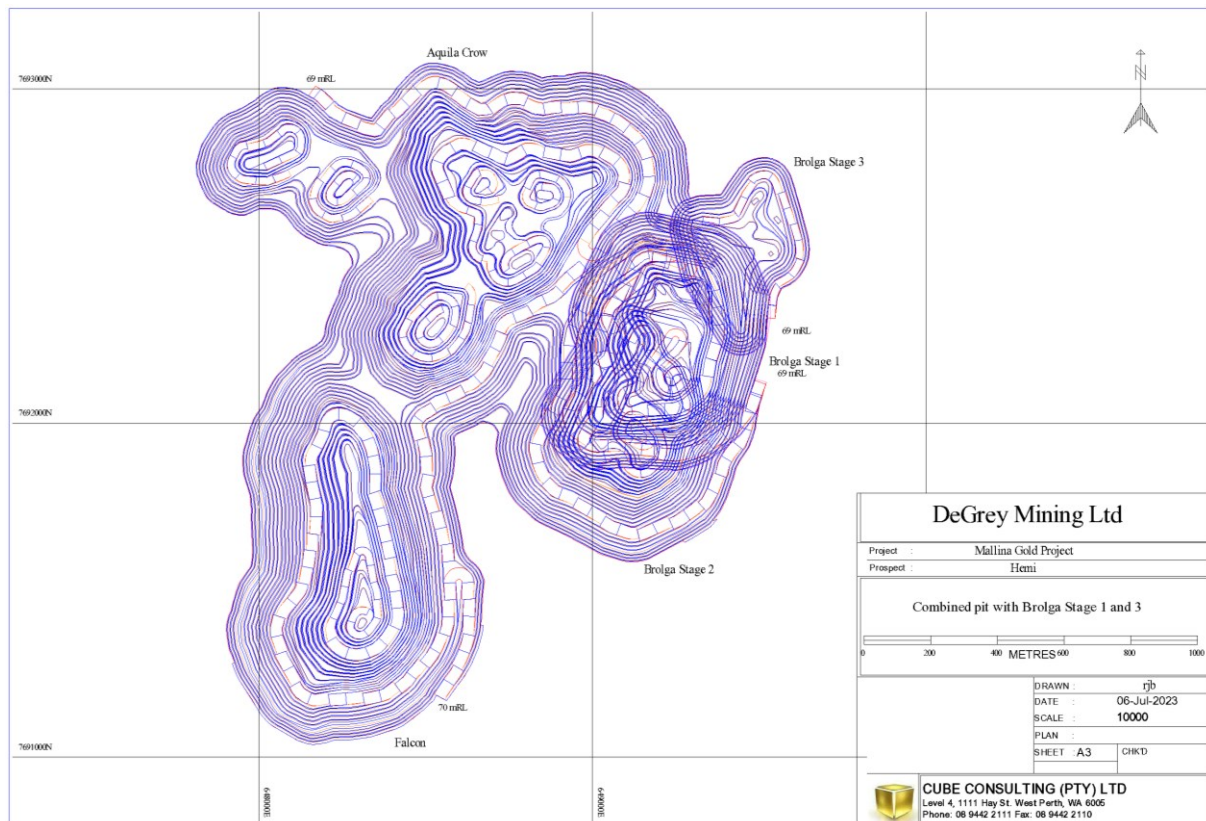 Aquila Crow
69 mRL
7693000N
N
Brolga Stage 3
69 mRL
Brolga Stage 1
69 mRL
7692000N
Brolga Stage 2
70 mRL
Falcon
7691000N
DeGrey Mining Ltd
Project : Mallina Gold Project
Prospect : Hemi
Combined pit with Brolga Stage 1 and 3
0 200 400 METRES 600 800 1000
DRAWN : rjb
DATE : 06-Jul-2023
SCALE : 10000
PLAN :
SHEET : A3 CHK'D
CUBE CONSULTING (PTY) LTD
Level 4, 1111 Hay St. West Perth, WA 6005
Phone: 08 9442 2111 Fax: 08 9442 2110